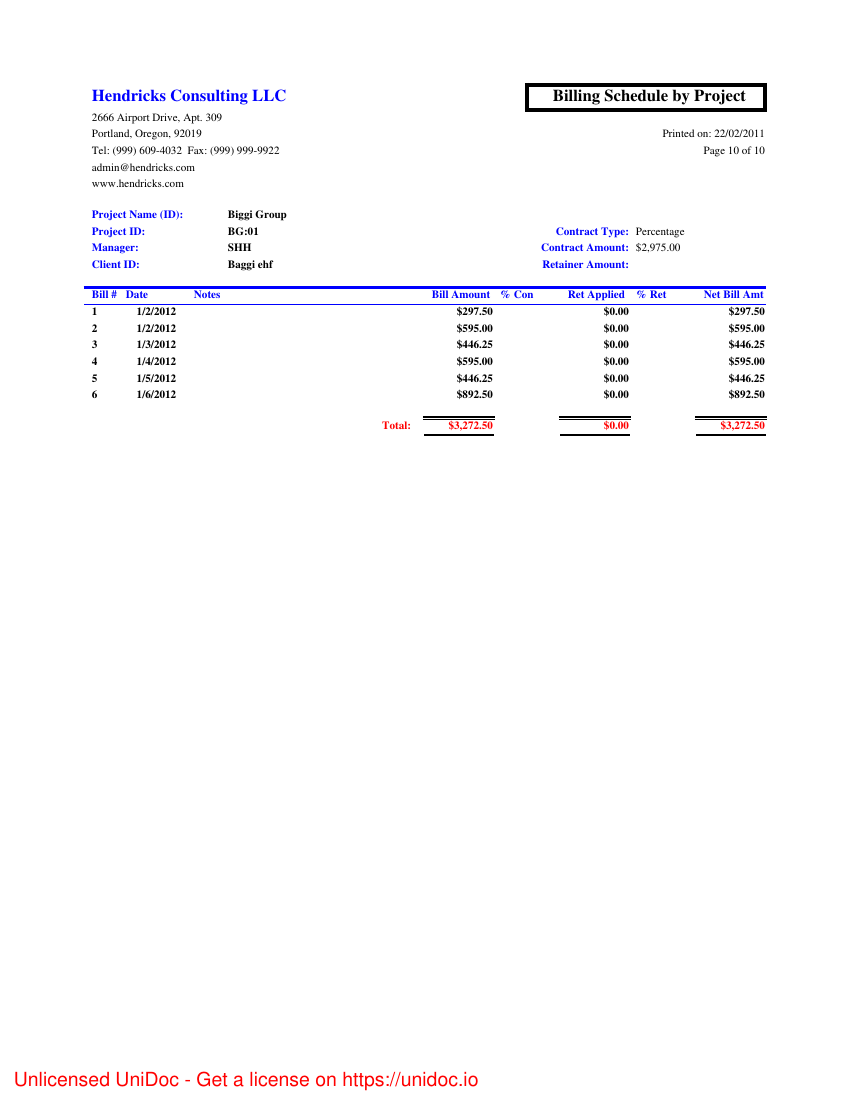 Hendricks Consulting LLC Billing Schedule by Project
2666 Airport Drive, Apt. 309
Portland, Oregon, 92019 Printed on: 22/02/2011
Tel: (999) 609-4032 Fax: (999) 999-9922 Page 10 of 10
admin@hendricks.com
www.hendricks.com
Project Name (ID): Biggi Group
Project ID: BG:01 Contract Type: Percentage
Manager: SHH Contract Amount: $2,975.00
Client ID: Baggi ehf Retainer Amount:
Bill # Date Notes Bill Amount % Con Ret Applied % Ret Net Bill Amt
1 1/2/2012 $297.50 $0.00 $297.50
2 1/2/2012 $595.00 $0.00 $595.00
3 1/3/2012 $446.25 $0.00 $446.25
4 1/4/2012 $595.00 $0.00 $595.00
5 1/5/2012 $446.25 $0.00 $446.25
6 1/6/2012 $892.50 $0.00 $892.50
Total: $3,272.50 $0.00 $3,272.50
Unlicensed UniDoc - Get a license on https://unidoc.io